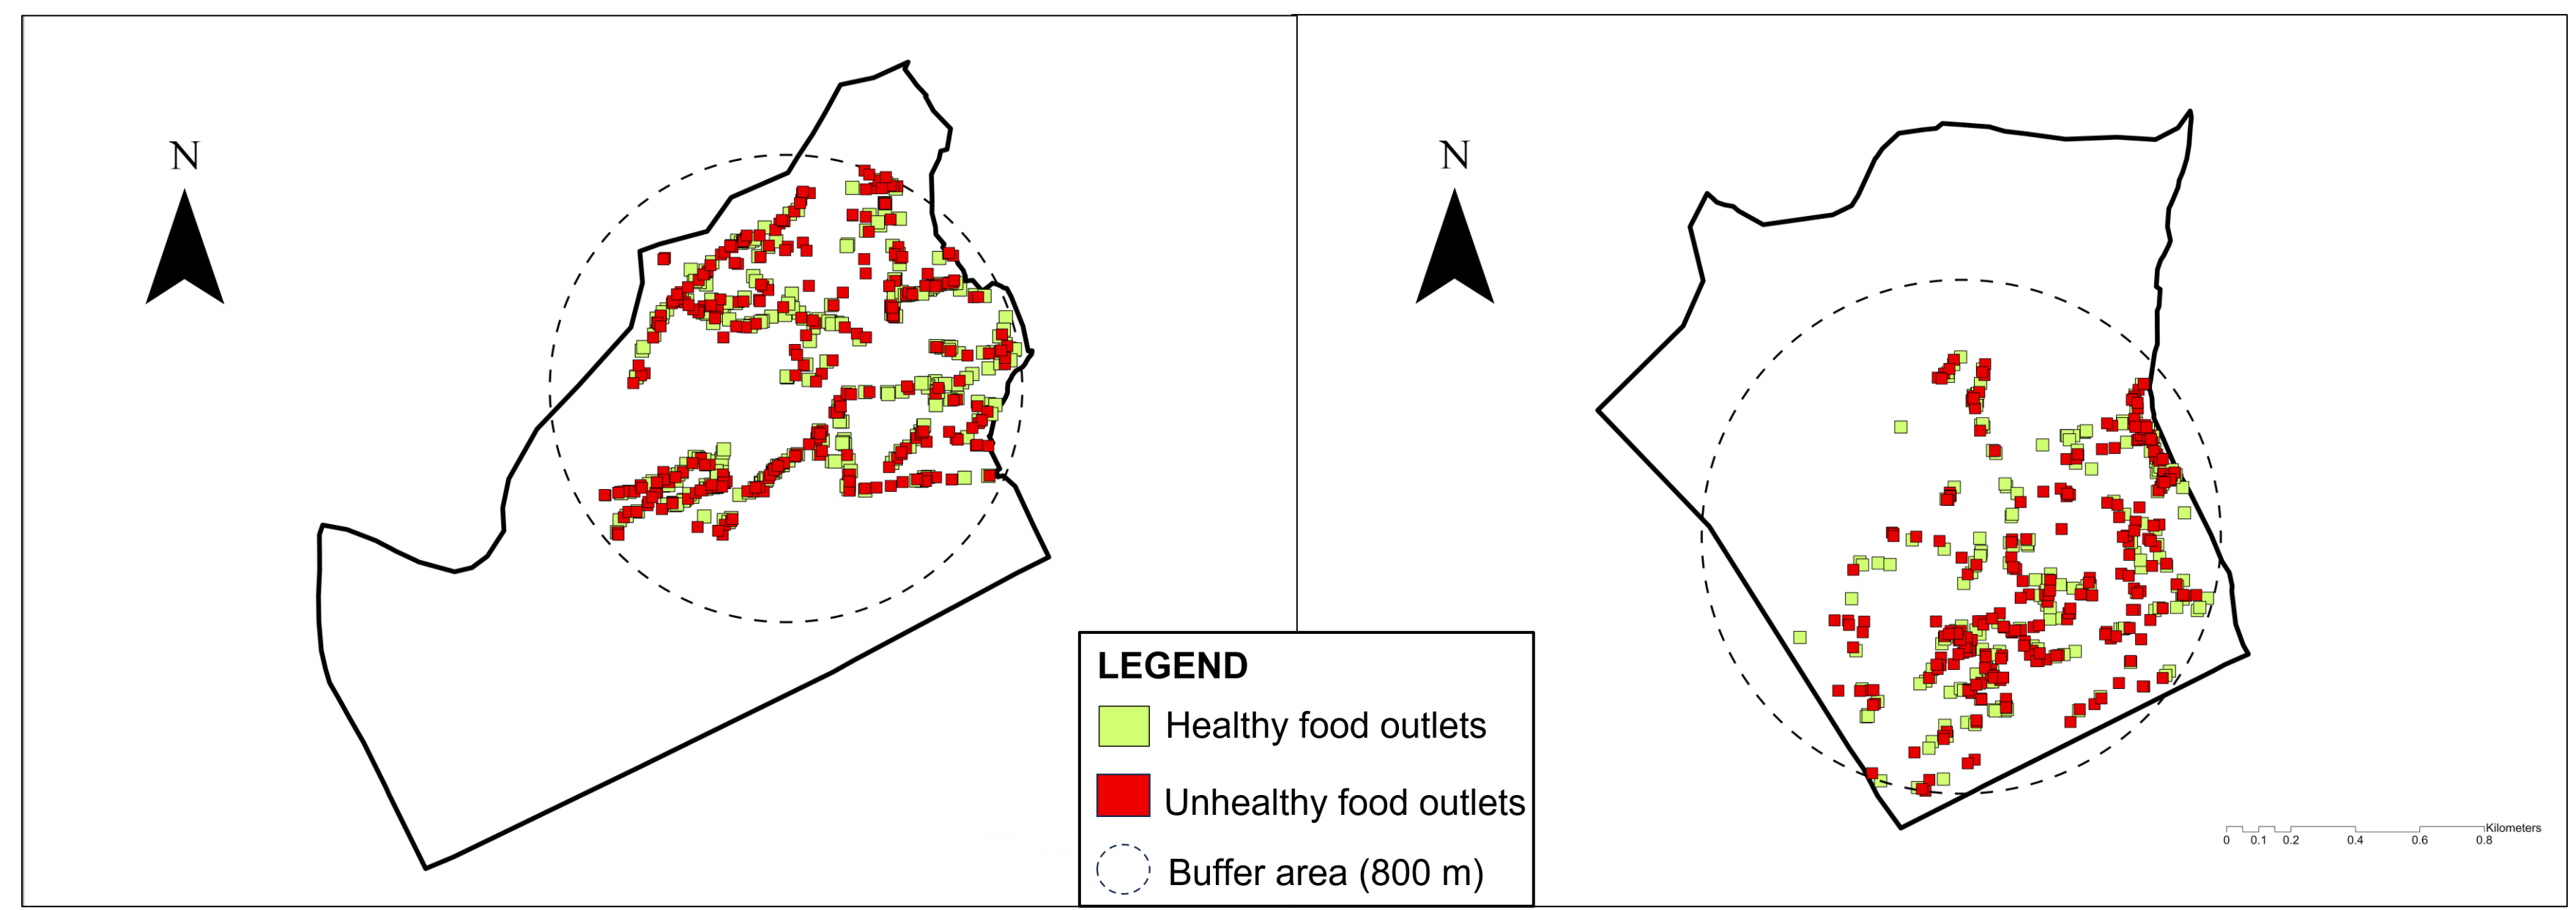 N
N
LEGEND
Healthy food outlets
Unhealthy food outlets
Buffer area (800 m)
Kilometers
0 0.1 0.2 0.4 0.6 0.8